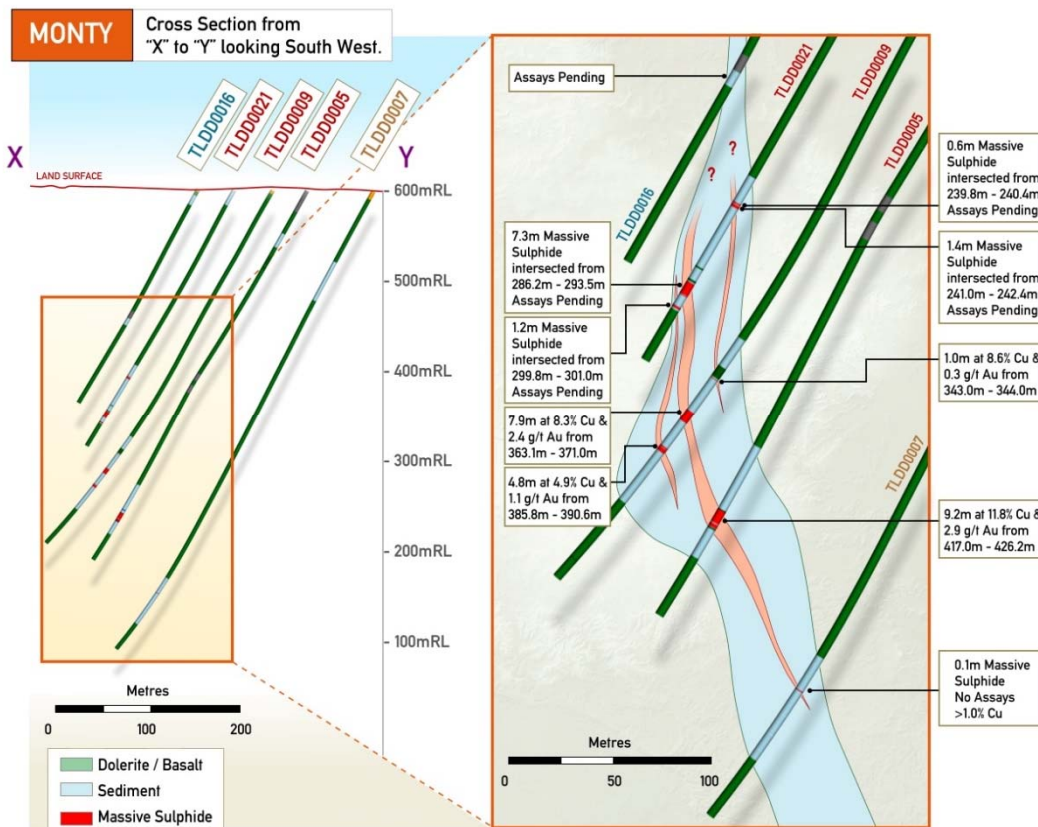 MONTY
Cross Section from
“X” to “Y” looking South West.
TLDD0016
TLDD0021
TLDD0009
TLDD0005
TLDD0007
X
Y
LAND SURFACE
600mRL
500mRL
400mRL
300mRL
200mRL
100mRL
Metres
0 100 200
Dolerite / Basalt
Sediment
Massive Sulphide
Assays Pending
TLDD0016
TLDD0021
TLDD0009
TLDD0005
TLDD0007
?
?
7.3m Massive
Sulphide
intersected from
286.2m - 293.5m
Assays Pending
1.2m Massive
Sulphide
intersected from
299.8m - 301.0m
Assays Pending
7.9m at 8.3% Cu &
2.4 g/t Au from
363.1m - 371.0m
4.8m at 4.9% Cu &
1.1 g/t Au from
385.8m - 390.6m
0.6m Massive
Sulphide
intersected from
239.8m - 240.4m
Assays Pending
1.4m Massive
Sulphide
intersected from
241.0m - 242.4m
Assays Pending
1.0m at 8.6% Cu &
0.3 g/t Au from
343.0m - 344.0m
9.2m at 11.8% Cu &
2.9 g/t Au from
417.0m - 426.2m
0.1m Massive
Sulphide
No Assays
>1.0% Cu
Metres
0 50 100